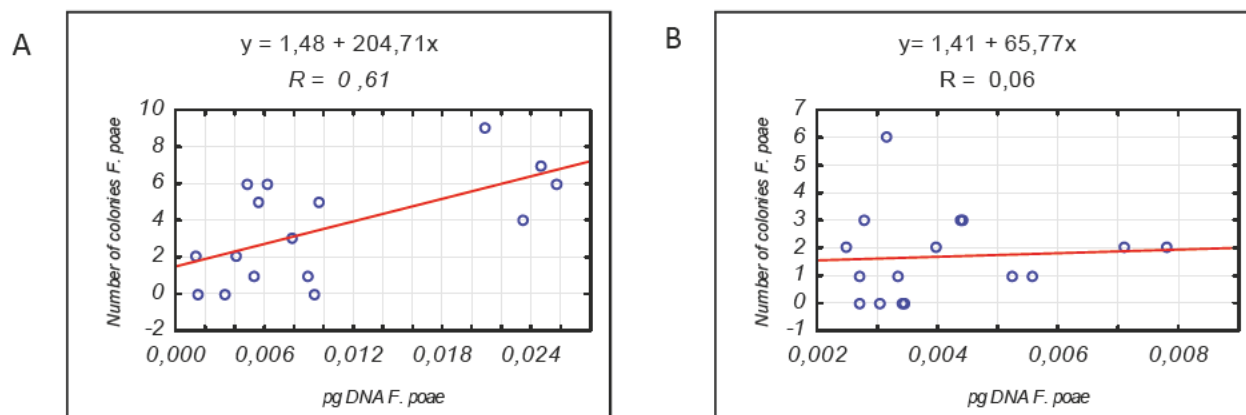 A
y = 1,48 + 204,71x
R = 0 ,61
Number of colonies F. poae
10
8
6
4
2
0
-2
0,000 0,006 0,012 0,018 0,024
pg DNA F. poae
B
y= 1,41 + 65,77x
R = 0,06
Number of colonies F. poae
7
6
5
4
3
2
1
0
-1
0,002 0,004 0,006 0,008
pg DNA F. poae